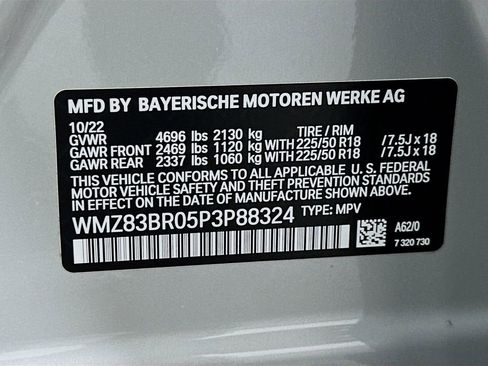 MFD BY BAYERISCHE MOTOREN WERKE AG
10/22
GVWR 4696 lbs 2130 kg TIRE / RIM
GAWR FRONT 2469 lbs 1120 kg WITH 225/50 R18 /7.5J x 18
GAWR REAR 2337 lbs 1060 kg WITH 225/50 R18 /7.5J x 18
THIS VEHICLE CONFORMS TO ALL APPLICABLE U. S. FEDERAL
MOTOR VEHICLE SAFETY AND THEFT PREVENTION STANDARDS
IN EFFECT ON THE DATE OF MANUFACTURE SHOWN ABOVE.
WMZ83BR05P3P88324 TYPE: MPV
A62/0
7 320 730